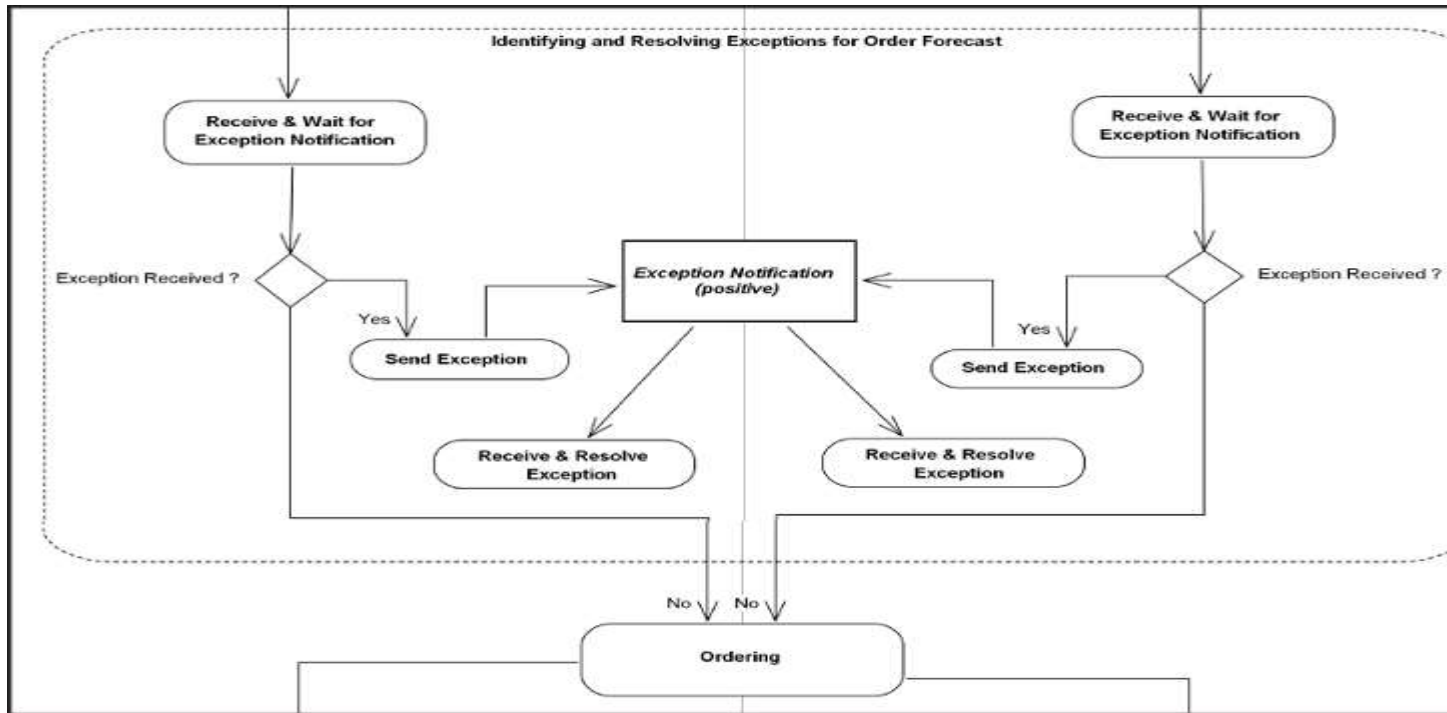 Identifying and Resolving Exceptions for Order Forecast
Receive & Wait for
Exception Notification
Receive & Wait for
Exception Notification
Exception Received ?
Exception Notification
(positive)
Exception Received ?
Yes
Send Exception
Yes
Send Exception
Receive & Resolve
Exception
Receive & Resolve
Exception
No
No
Ordering